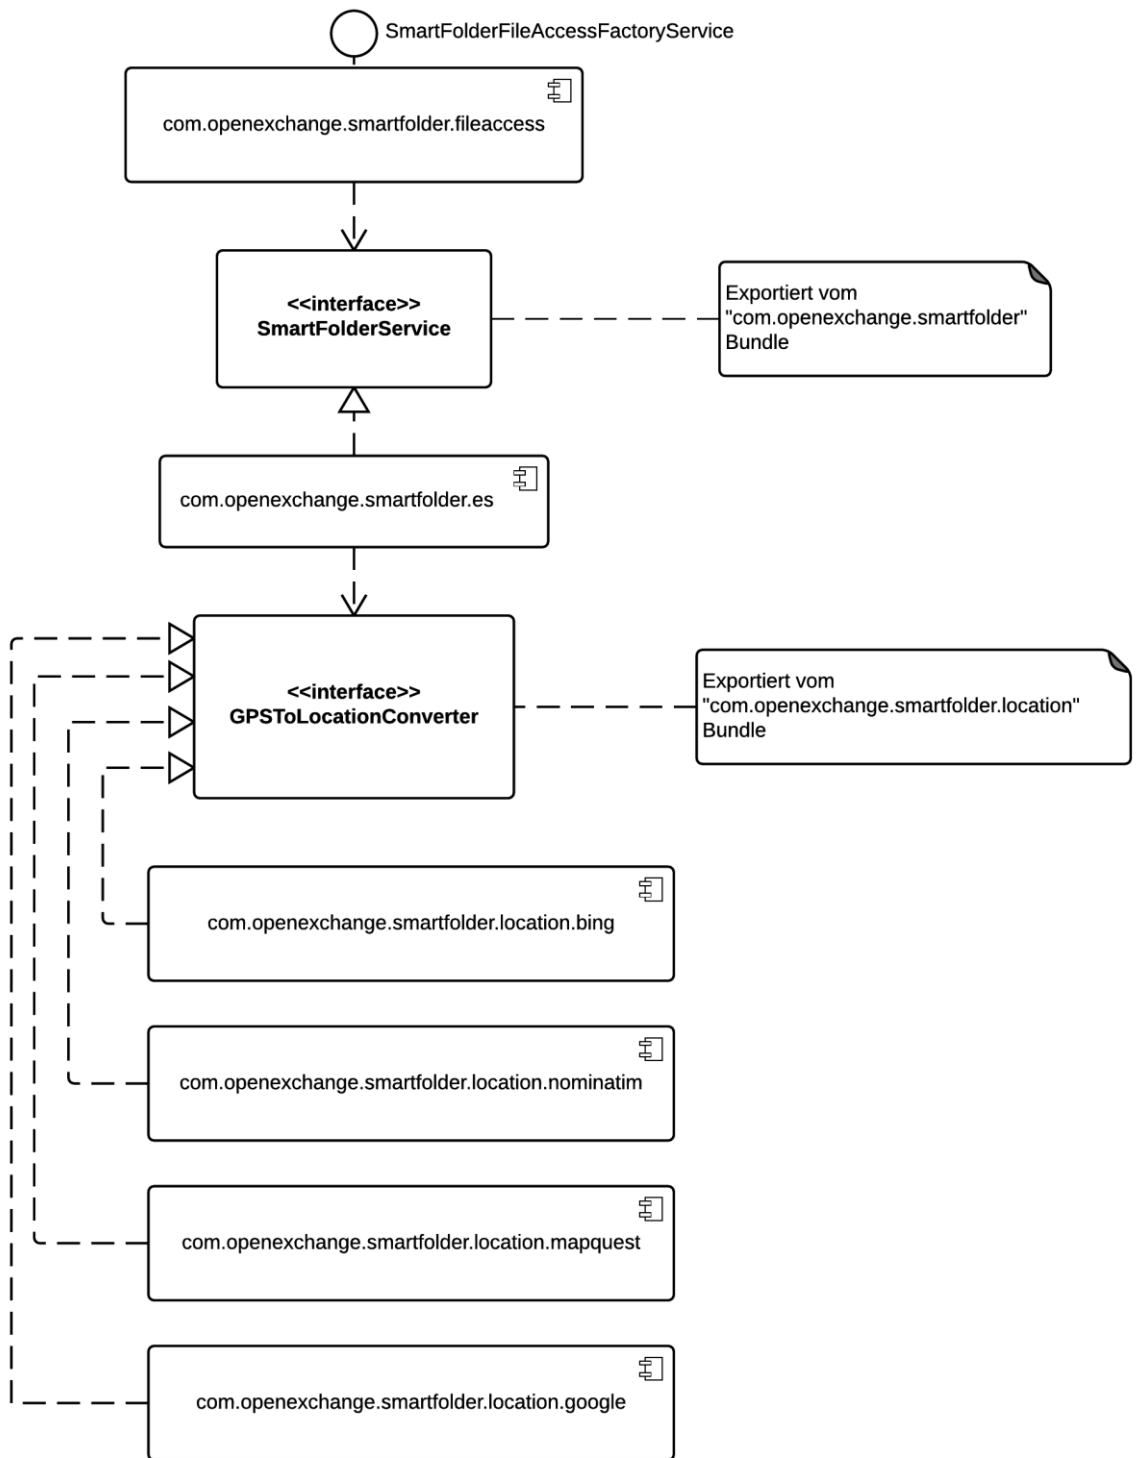 SmartFolderFileAccessFactoryService
com.openexchange.smartfolder.fileaccess
<<interface>>
SmartFolderService
Exportiert vom
"com.openexchange.smartfolder"
Bundle
com.openexchange.smartfolder.es
<<interface>>
GPSToLocationConverter
Exportiert vom
"com.openexchange.smartfolder.location"
Bundle
com.openexchange.smartfolder.location.bing
com.openexchange.smartfolder.location.nominatim
com.openexchange.smartfolder.location.mapquest
com.openexchange.smartfolder.location.google